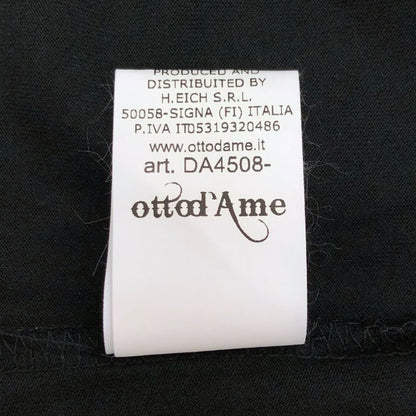 PRODUCED AND
DISTRIBUTED BY
H.EICH S.R.L.
50058-SIGNA (FI) ITALIA
P.IVA IT05319320486
www.ottodame.it
art. DA4508-
ottod'Ame